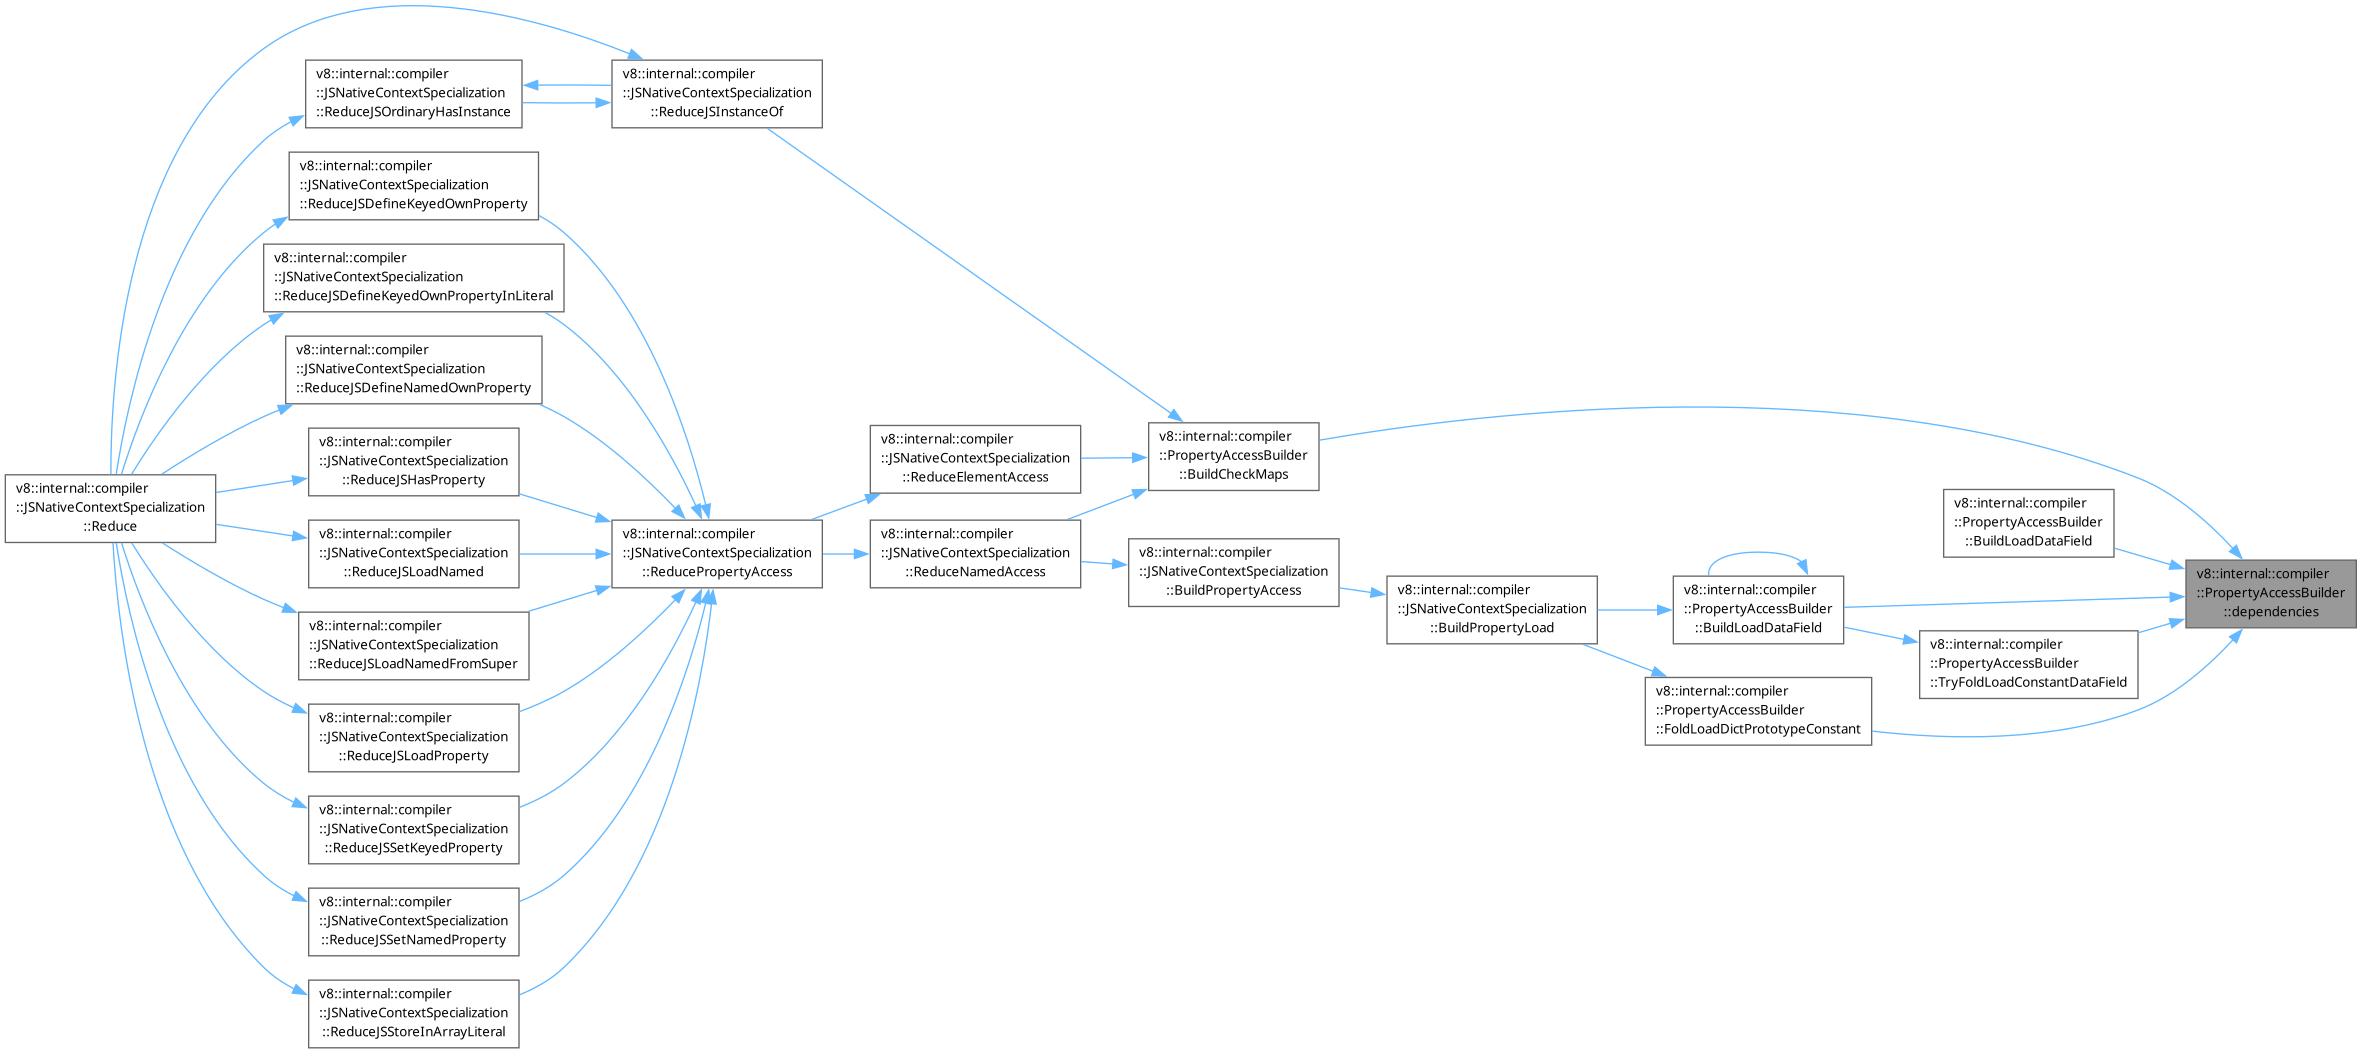 v8::internal::compiler
::JSNativeContextSpecialization
::Reduce
v8::internal::compiler
::JSNativeContextSpecialization
::ReduceJSOrdinaryHasInstance
v8::internal::compiler
::JSNativeContextSpecialization
::ReduceJSDefineKeyedOwnProperty
v8::internal::compiler
::JSNativeContextSpecialization
::ReduceJSDefineKeyedOwnPropertyInLiteral
v8::internal::compiler
::JSNativeContextSpecialization
::ReduceJSDefineNamedOwnProperty
v8::internal::compiler
::JSNativeContextSpecialization
::ReduceJSHasProperty
v8::internal::compiler
::JSNativeContextSpecialization
::ReduceJSLoadNamed
v8::internal::compiler
::JSNativeContextSpecialization
::ReduceJSLoadNamedFromSuper
v8::internal::compiler
::JSNativeContextSpecialization
::ReduceJSLoadProperty
v8::internal::compiler
::JSNativeContextSpecialization
::ReduceJSSetKeyedProperty
v8::internal::compiler
::JSNativeContextSpecialization
::ReduceJSSetNamedProperty
v8::internal::compiler
::JSNativeContextSpecialization
::ReduceJSStoreInArrayLiteral
v8::internal::compiler
::JSNativeContextSpecialization
::ReduceJSInstanceOf
v8::internal::compiler
::JSNativeContextSpecialization
::ReducePropertyAccess
v8::internal::compiler
::JSNativeContextSpecialization
::ReduceElementAccess
v8::internal::compiler
::JSNativeContextSpecialization
::ReduceNamedAccess
v8::internal::compiler
::PropertyAccessBuilder
::BuildCheckMaps
v8::internal::compiler
::JSNativeContextSpecialization
::BuildPropertyAccess
v8::internal::compiler
::JSNativeContextSpecialization
::BuildPropertyLoad
v8::internal::compiler
::PropertyAccessBuilder
::BuildLoadDataField
v8::internal::compiler
::PropertyAccessBuilder
::FoldLoadDictPrototypeConstant
v8::internal::compiler
::PropertyAccessBuilder
::BuildLoadDataField
v8::internal::compiler
::PropertyAccessBuilder
::TryFoldLoadConstantDataField
v8::internal::compiler
::PropertyAccessBuilder
::dependencies